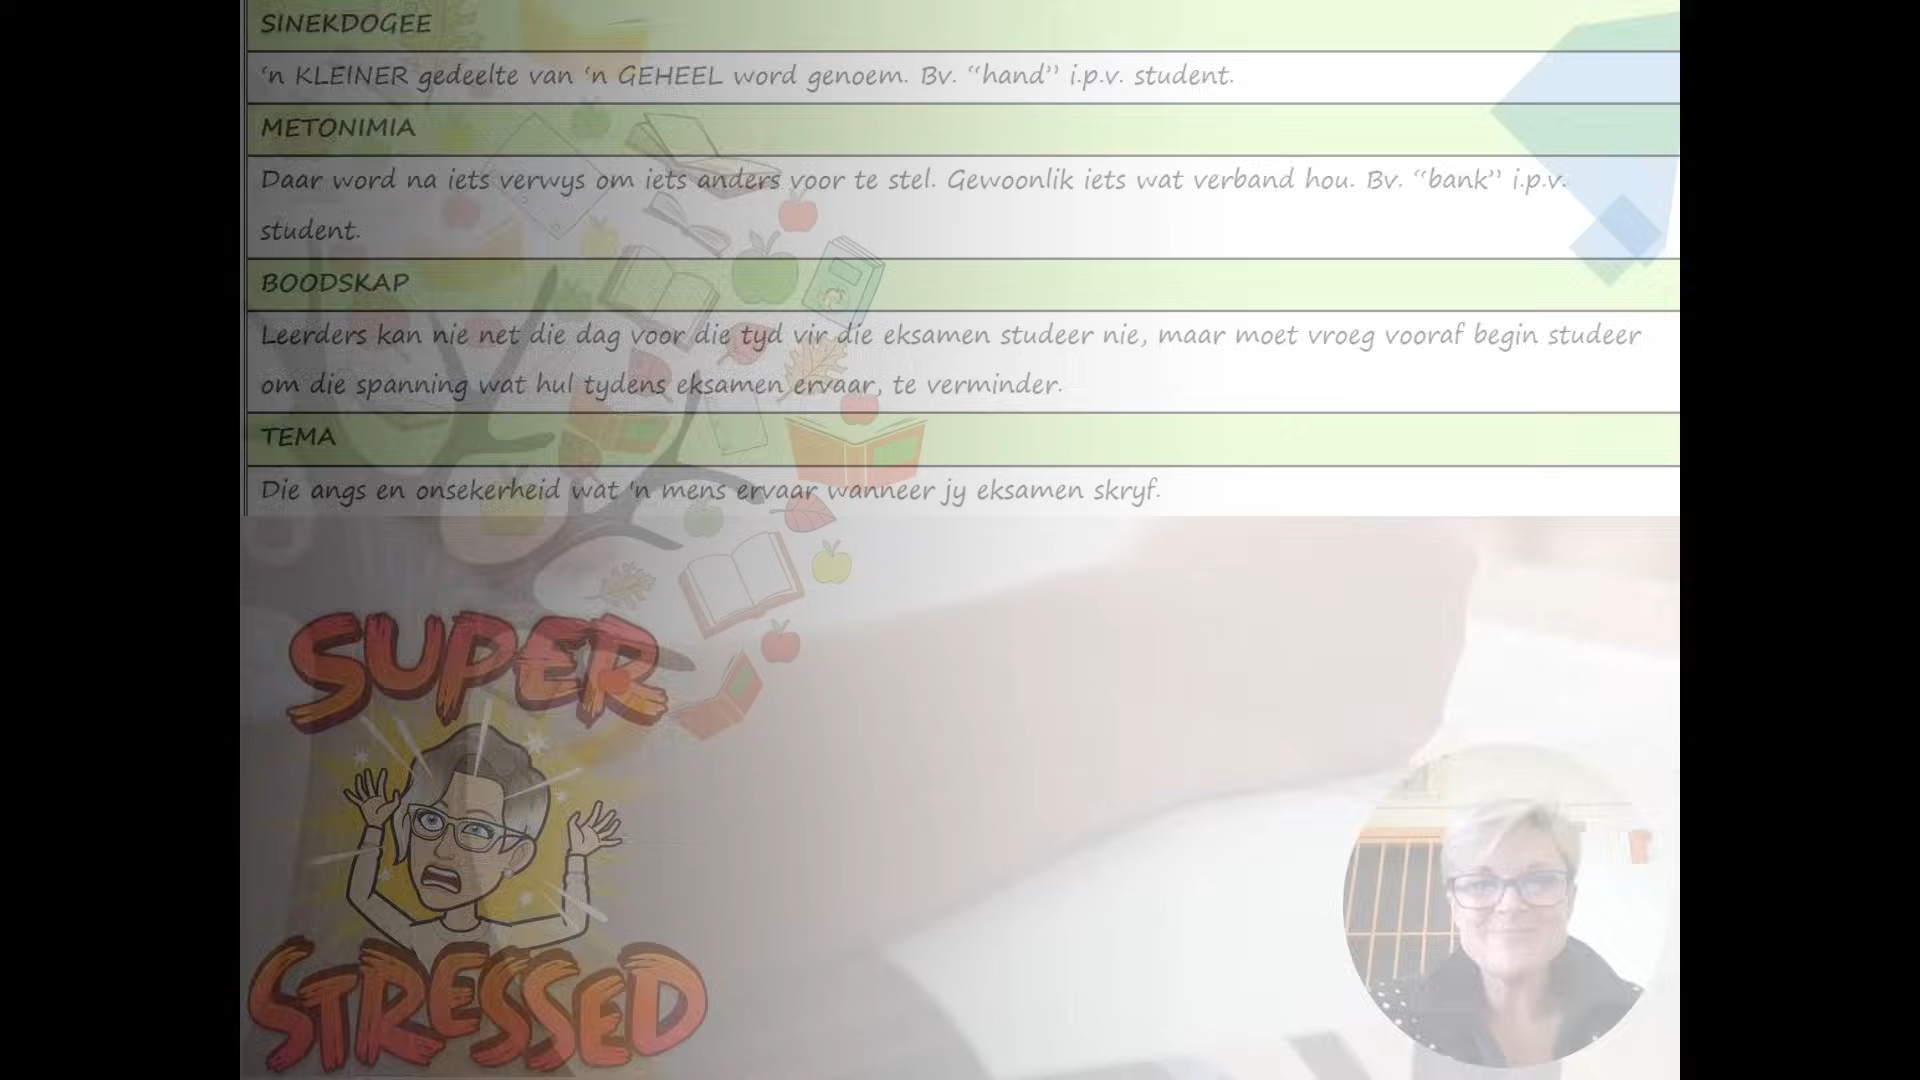 SINEKDOGEE
‘n KLEINER gedeelte van ‘n GEHEEL word genoem. Bv. “hand” i.p.v. student.
METONIMIA
Daar word na iets verwys om iets anders voor te stel. Gewoonlik iets wat verband hou. Bv. “bank” i.p.v.
student.
BOODSKAP
Leerders kan nie net die dag voor die tyd vir die eksamen studeer nie, maar moet vroeg vooraf begin studeer
om die spanning wat hul tydens eksamen ervaar, te verminder.
TEMA
Die angs en onsekerheid wat ‘n mens ervaar wanneer jy eksamen skryf.
SUPER
STRESSED